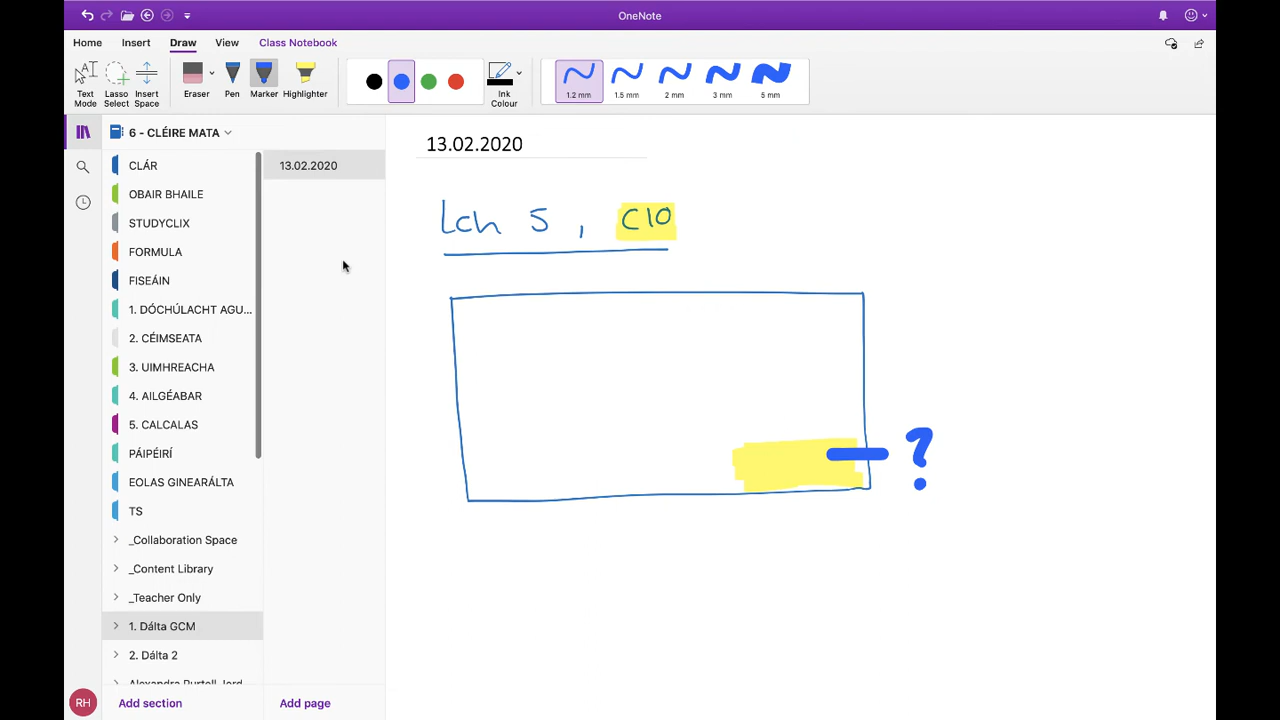 OneNote
Home Insert Draw View Class Notebook
Text Mode
Lasso Select
Insert Space
Eraser
Pen
Marker
Highlighter
Ink Colour
1.2 mm 1.5 mm 2 mm 3 mm 5 mm
6 - CLÉIRE MATA
CLÁR
OBAIR BHAILE
STUDYCLIX
FORMULA
FISEÁIN
1. DÓCHÚLACHT AGU...
2. CÉIMSEATA
3. UIMHREACHA
4. AILGÉABAR
5. CALCALAS
PÁIPÉIRÍ
EOLAS GINEARÁLTA
TS
_Collaboration Space
_Content Library
_Teacher Only
1. Dálta GCM
2. Dálta 2
RH
Add section
13.02.2020
Add page
13.02.2020
Lch 5 , C10
?